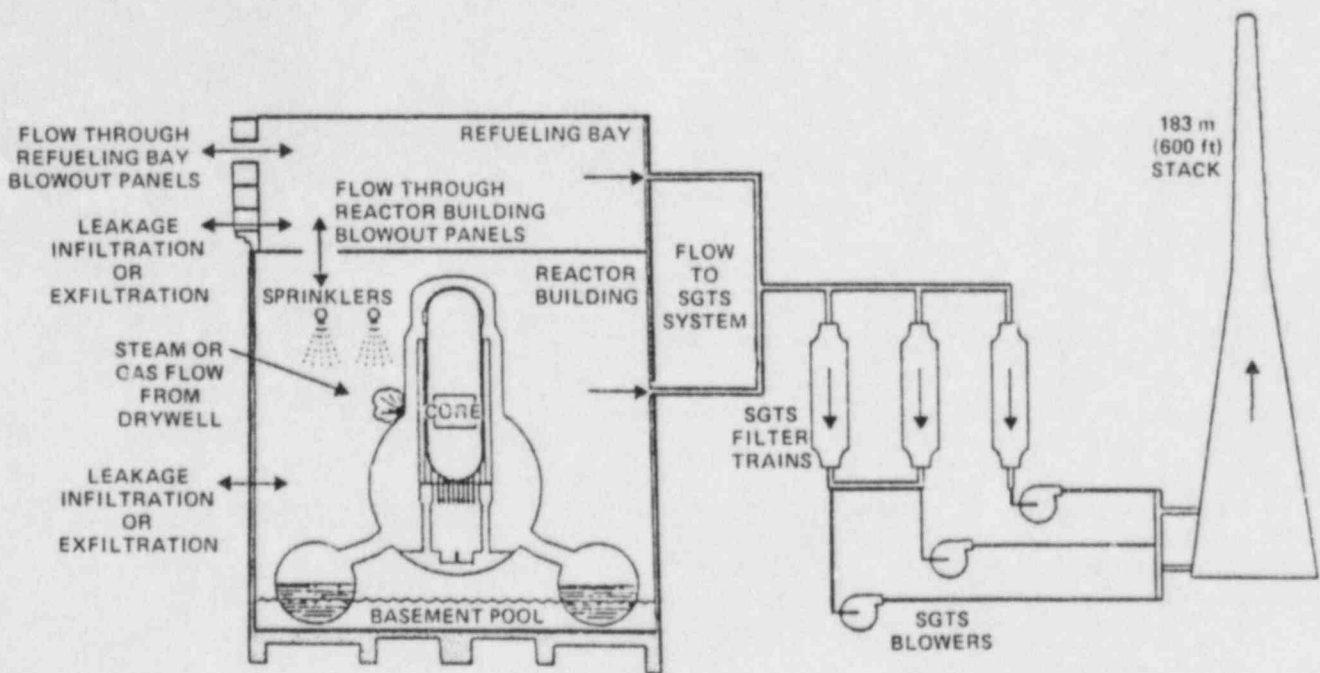 FLOW THROUGH
REFUELING BAY
BLOWOUT PANELS
REFUELING BAY
FLOW THROUGH
REACTOR BUILDING
BLOWOUT PANELS
LEAKAGE
INFILTRATION
OR
EXFILTRATION
SPRINKLERS
REACTOR
BUILDING
STEAM OR
GAS FLOW
FROM
DRYWELL
CORE
LEAKAGE
INFILTRATION
OR
EXFILTRATION
BASEMENT POOL
FLOW
TO
SGTS
SYSTEM
SGTS
FILTER
TRAINS
SGTS
BLOWERS
183 m
(600 ft)
STACK